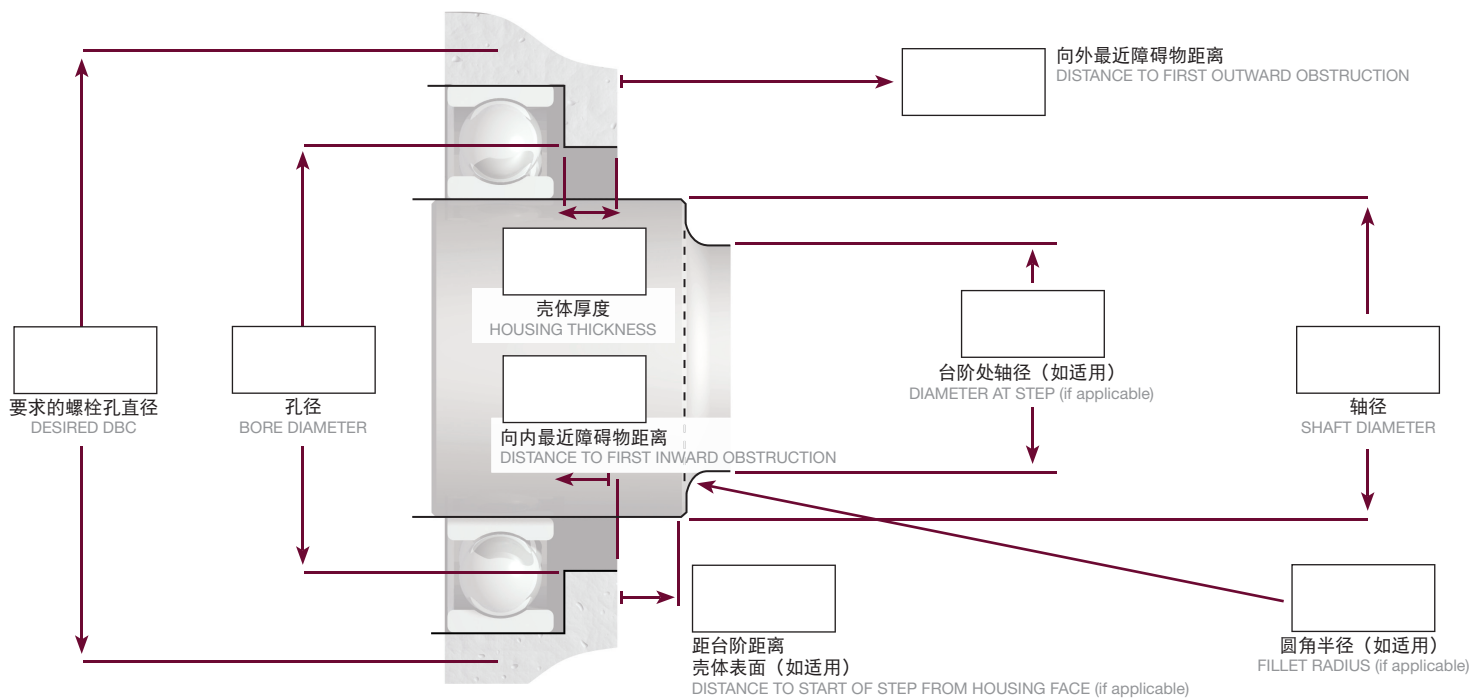 向外最近障碍物距离
DISTANCE TO FIRST OUTWARD OBSTRUCTION
壳体厚度
HOUSING THICKNESS
要求的螺栓孔直径
DESIRED DBC
孔径
BORE DIAMETER
台阶处轴径（如适用）
DIAMETER AT STEP (if applicable)
轴径
SHAFT DIAMETER
向内最近障碍物距离
DISTANCE TO FIRST INWARD OBSTRUCTION
距台阶距离
壳体表面（如适用）
DISTANCE TO START OF STEP FROM HOUSING FACE (if applicable)
圆角半径（如适用）
FILLET RADIUS (if applicable)